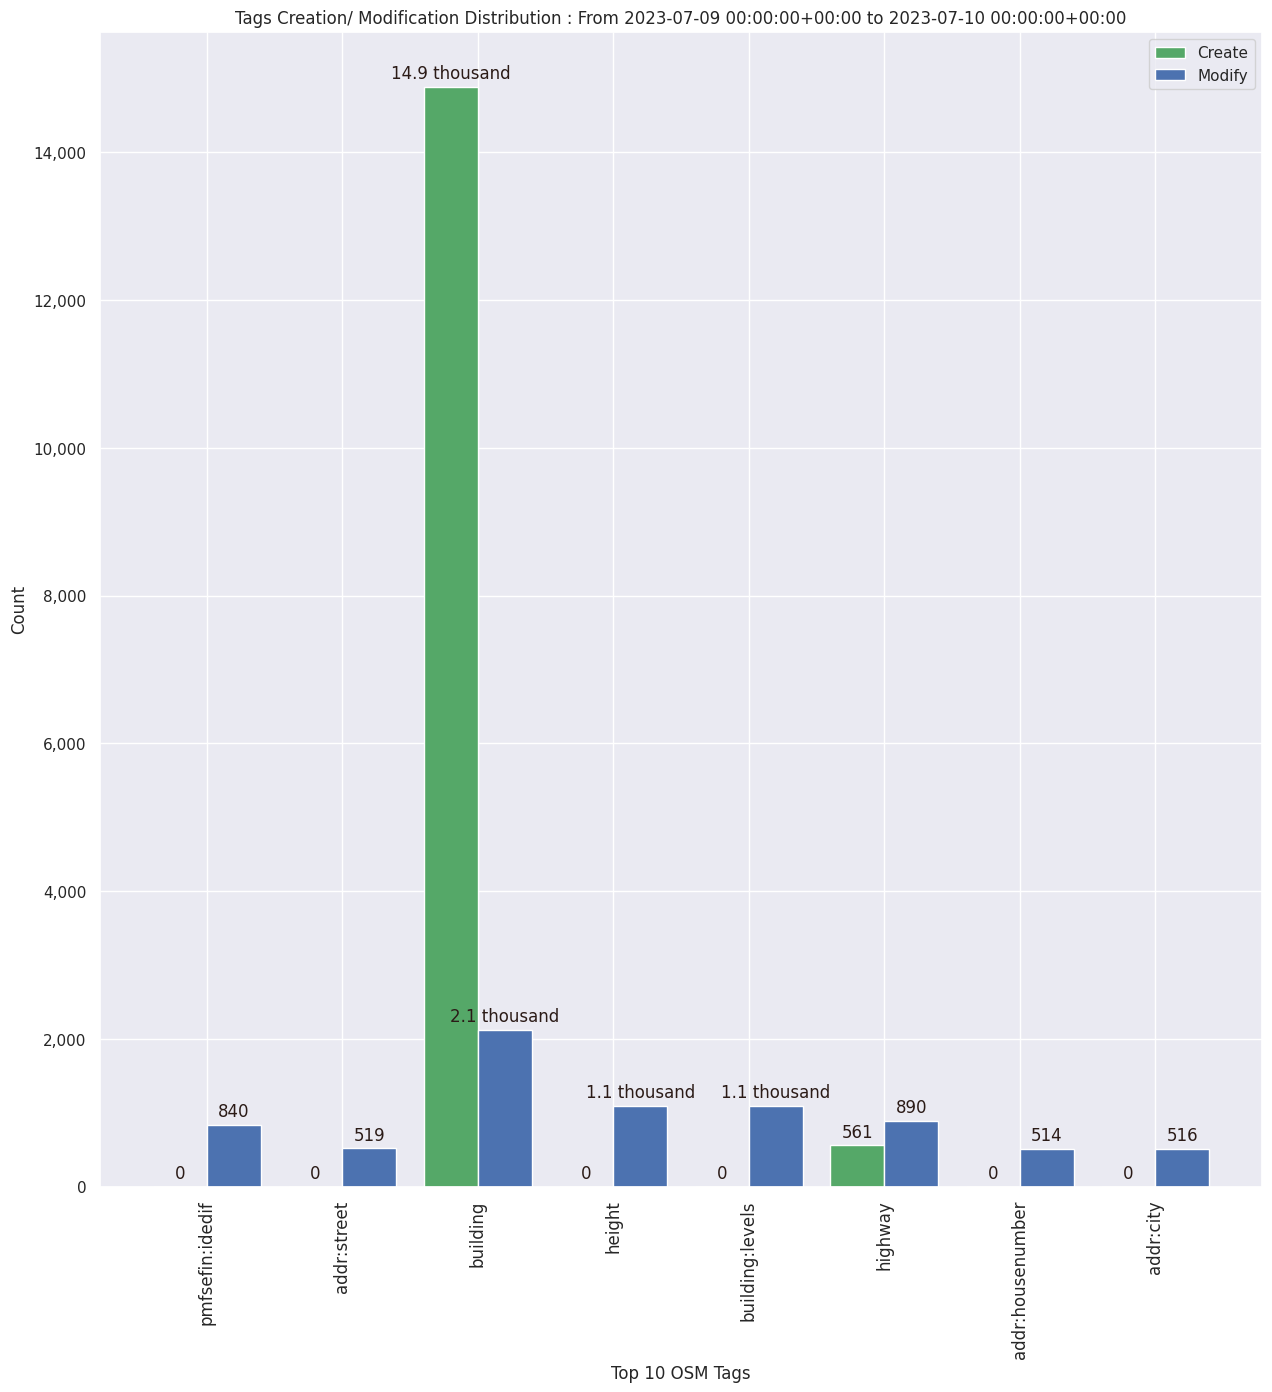 Tags Creation/ Modification Distribution : From 2023-07-09 00:00:00+00:00 to 2023-07-10 00:00:00+00:00
Create
Modify
14.9 thousand
14,000
12,000
10,000
8,000
Count
6,000
4,000
2,000
0
2.1 thousand
840
519
1.1 thousand
1.1 thousand
561
890
514
516
0
0
0
0
0
0
pmfsefin:idedif
addr:street
building
height
building:levels
highway
addr:housenumber
addr:city
Top 10 OSM Tags